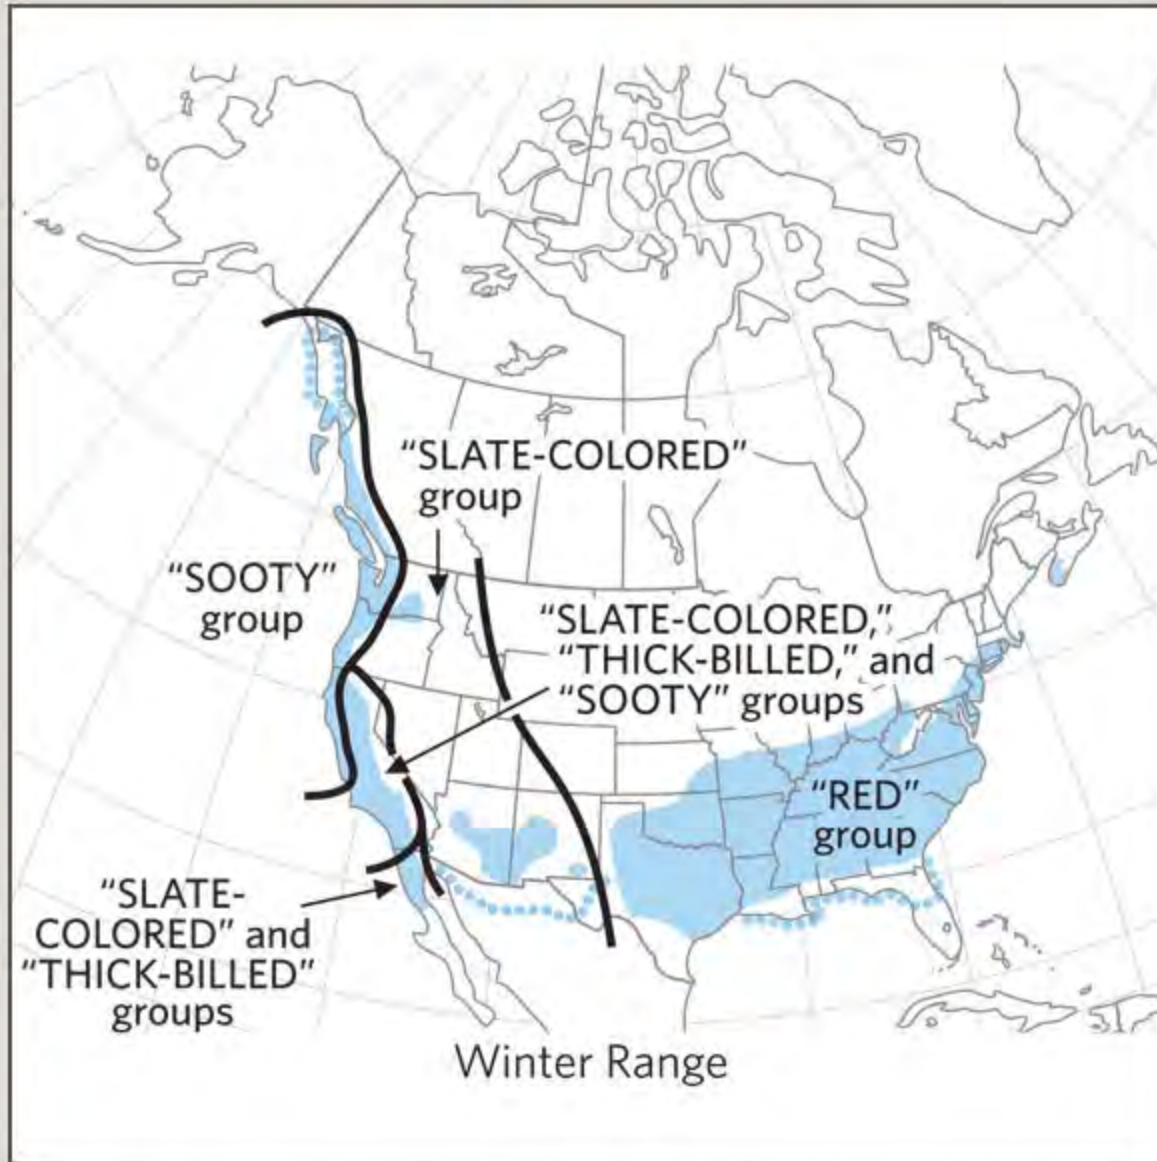 “SLATE-COLORED”
group
“SOOTY”
group
“SLATE-COLORED,”
“THICK-BILLED,” and
“SOOTY” groups
“RED”
group
“SLATE-
COLORED” and
“THICK-BILLED”
groups
Winter Range